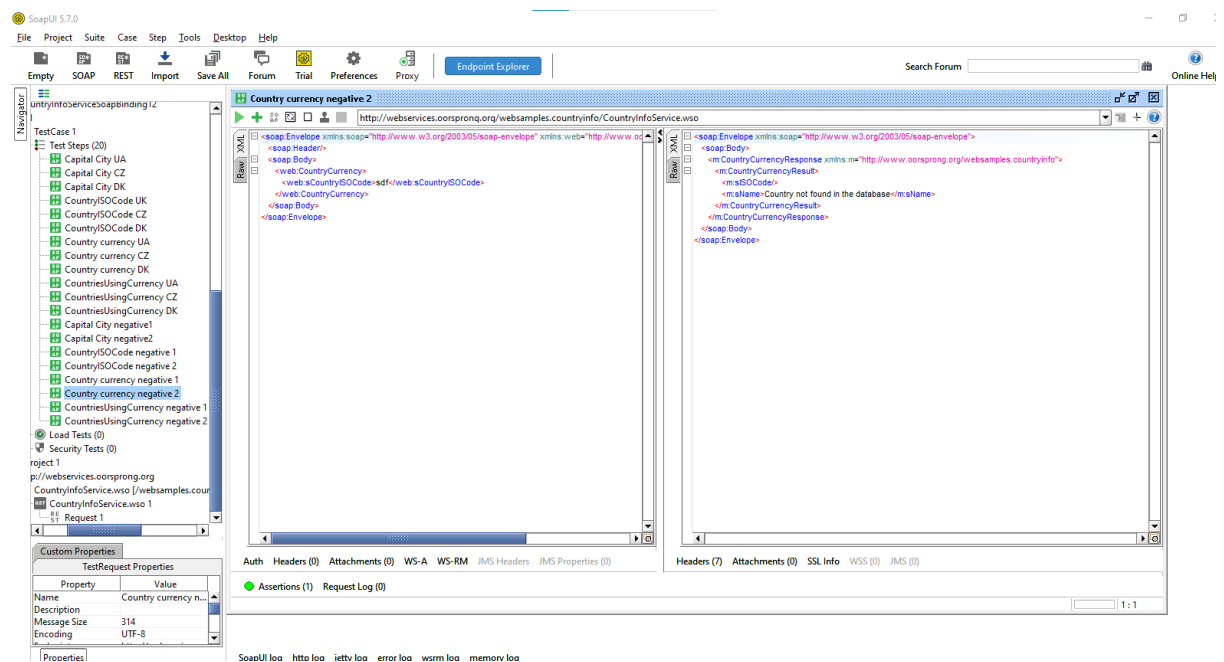 SoapUI 5.7.0
File Project Suite Case Step Tools Desktop Help
Empty SOAP REST Import Save All Forum Trial Preferences Proxy Endpoint Explorer Search Forum Online Help
Navigator
untryInfoServiceSoapBinding12
TestCase 1
Test Steps (20)
Capital City UA
Capital City CZ
Capital City DK
CountryISOCode UK
CountryISOCode CZ
CountryISOCode DK
Country currency UA
Country currency CZ
Country currency DK
CountriesUsingCurrency UA
CountriesUsingCurrency CZ
CountriesUsingCurrency DK
Capital City negative1
Capital City negative2
CountryISOCode negative 1
CountryISOCode negative 2
Country currency negative 1
Country currency negative 2
CountriesUsingCurrency negative 1
CountriesUsingCurrency negative 2
Load Tests (0)
Security Tests (0)
roject 1
p://webservices.oorsprong.org
CountryInfoService.wso [/websamples.cour
CountryInfoService.wso 1
Request 1
Custom Properties
TestRequest Properties
Property Value
Name Country currency n...
Description
Message Size 314
Encoding UTF-8
Properties
Country currency negative 2
http://webservices.oorsprong.org/websamples.countryinfo/CountryInfoService.wso
XML
Raw
<soap:Envelope xmlns:soap="http://www.w3.org/2003/05/soap-envelope" xmlns:web="http://www.oo
<soap:Header/>
<soap:Body>
<web:CountryCurrency>
<web:sCountryISOCode>sdf</web:sCountryISOCode>
</web:CountryCurrency>
</soap:Body>
</soap:Envelope>
XML
Raw
<soap:Envelope xmlns:soap="http://www.w3.org/2003/05/soap-envelope">
<soap:Body>
<m:CountryCurrencyResponse xmlns:m="http://www.oorsprong.org/websamples.countryinfo">
<m:CountryCurrencyResult>
<m:sISOCode/>
<m:sName>Country not found in the database</m:sName>
</m:CountryCurrencyResult>
</m:CountryCurrencyResponse>
</soap:Body>
</soap:Envelope>
Auth Headers (0) Attachments (0) WS-A WS-RM JMS Headers JMS Properties (0)
Headers (7) Attachments (0) SSL Info WSS (0) JMS (0)
Assertions (1) Request Log (0)
1 : 1
SoapUI log http log jetty log error log wsrm log memory log